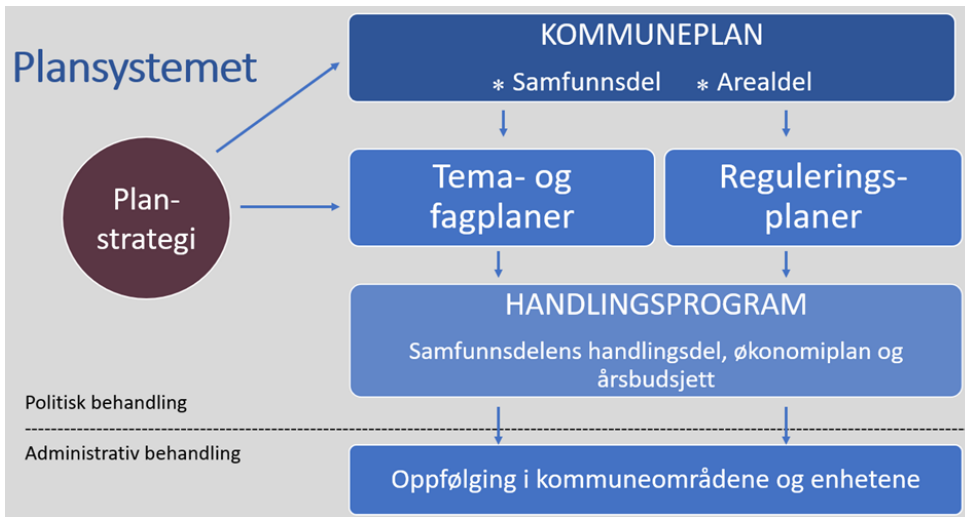 Plansystemet
KOMMUNEPLAN
* Samfunnsdel * Arealdel
Plan-
strategi
Tema- og
fagplaner
Regulerings-
planer
HANDLINGSPROGRAM
Samfunnsdelens handlingsdel, økonomiplan og
årsbudsjett
Politisk behandling
Administrativ behandling
Oppfølging i kommuneområdene og enhetene